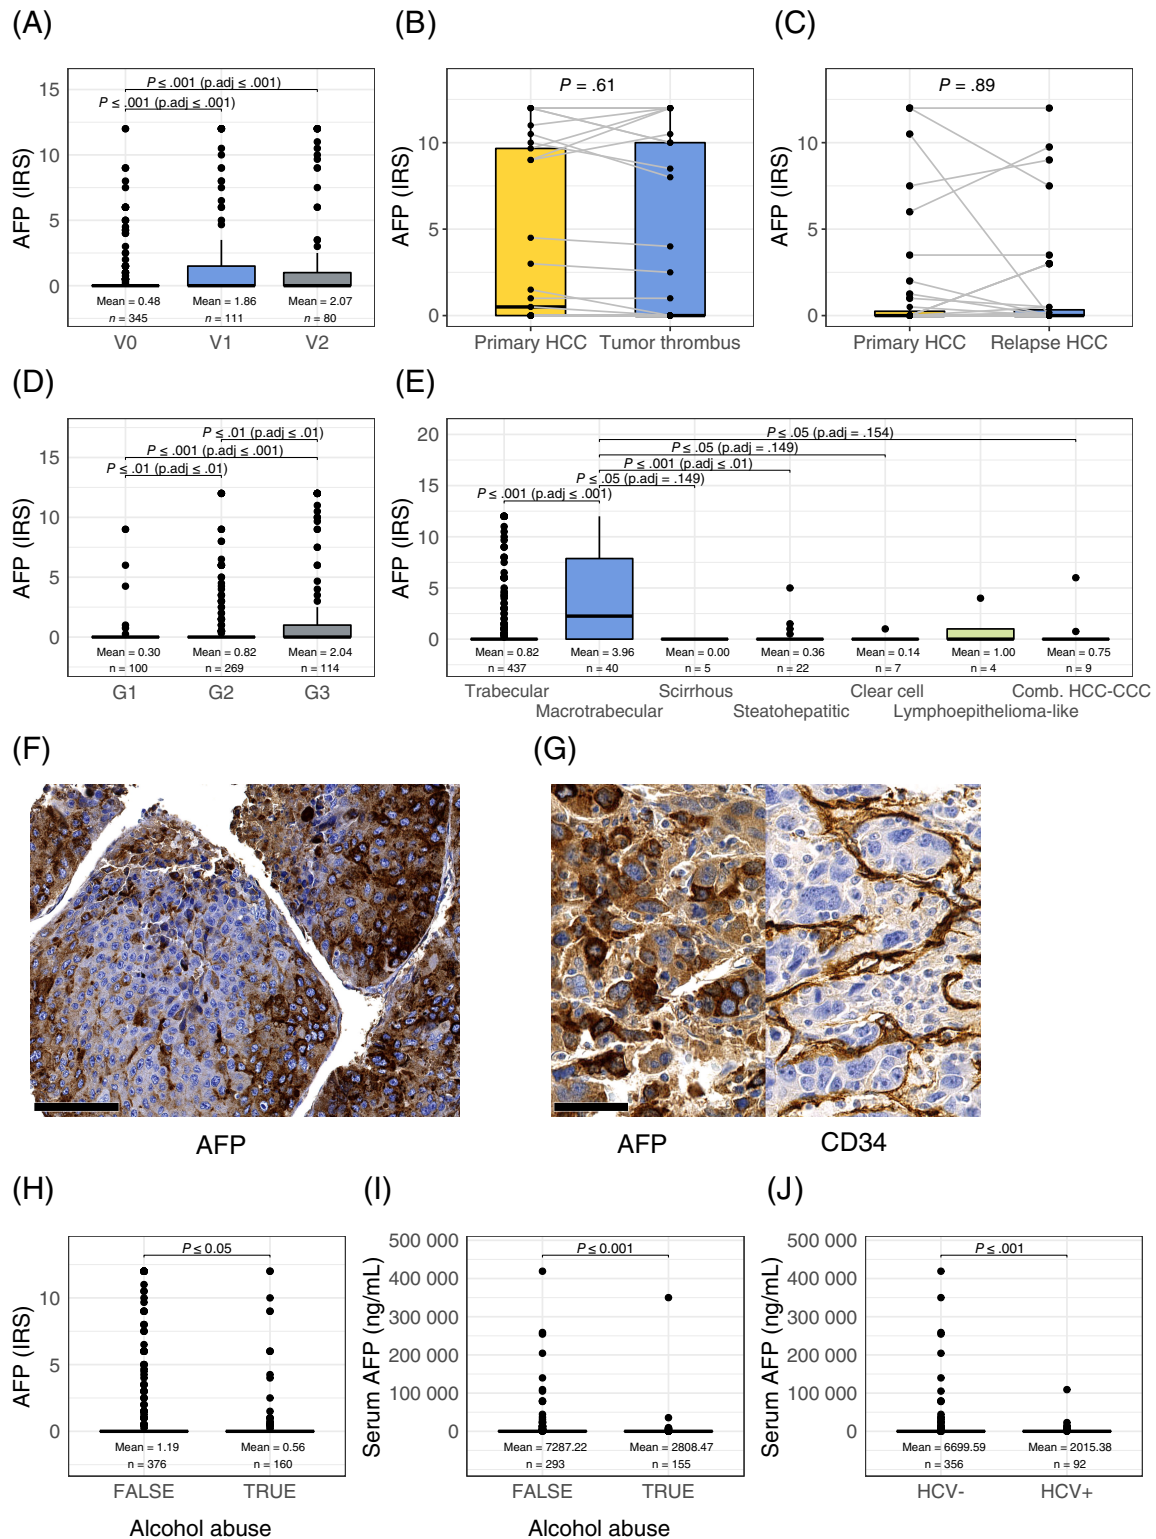 (A)
(B)
(C)
AFP (IRS)
15
10
5
0
P ≤ .001 (p.adj ≤ .001)
P ≤ .001 (p.adj ≤ .001)
Mean = 0.48
Mean = 1.86
Mean = 2.07
n = 345
n = 111
n = 80
V0
V1
V2
AFP (IRS)
10
5
0
P = .61
Primary HCC
Tumor thrombus
AFP (IRS)
10
5
0
P = .89
Primary HCC
Relapse HCC
(D)
(E)
AFP (IRS)
15
10
5
0
P ≤ .01 (p.adj ≤ .01)
P ≤ .001 (p.adj ≤ .001)
P ≤ .01 (p.adj ≤ .01)
Mean = 0.30
Mean = 0.82
Mean = 2.04
n = 100
n = 269
n = 114
G1
G2
G3
AFP (IRS)
20
15
10
5
0
P ≤ .05 (p.adj = .154)
P ≤ .05 (p.adj = .149)
P ≤ .001 (p.adj ≤ .01)
P ≤ .05 (p.adj = .149)
P ≤ .001 (p.adj ≤ .001)
Mean = 0.82
Mean = 3.96
Mean = 0.00
Mean = 0.36
Mean = 0.14
Mean = 1.00
Mean = 0.75
n = 437
n = 40
n = 5
n = 22
n = 7
n = 4
n = 9
Trabecular
Scirrhous
Clear cell
Comb. HCC-CCC
Macrotrabecular
Steatohepatitic
Lymphoepithelioma-like
(F)
(G)
AFP
AFP
CD34
(H)
(I)
(J)
AFP (IRS)
10
5
0
P ≤ 0.05
Mean = 1.19
Mean = 0.56
n = 376
n = 160
FALSE
TRUE
Alcohol abuse
Serum AFP (ng/mL)
500 000
400 000
300 000
200 000
100 000
0
P ≤ 0.001
Mean = 7287.22
Mean = 2808.47
n = 293
n = 155
FALSE
TRUE
Alcohol abuse
Serum AFP (ng/mL)
500 000
400 000
300 000
200 000
100 000
0
P ≤ .001
Mean = 6699.59
Mean = 2015.38
n = 356
n = 92
HCV-
HCV+